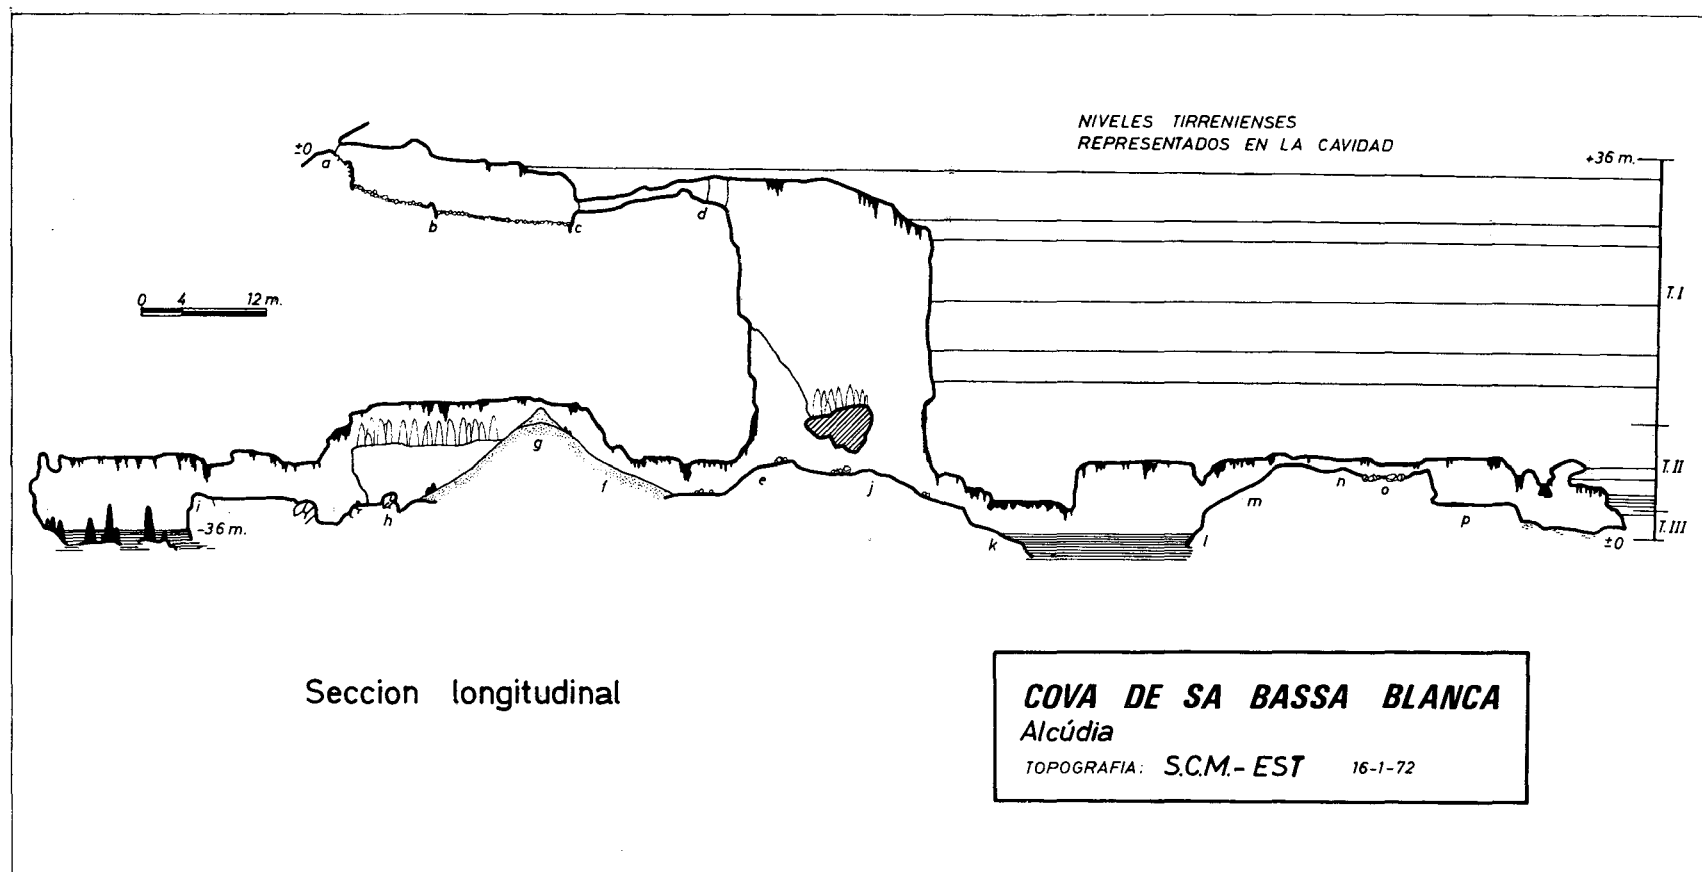 NIVELES TIRRENIENSES
REPRESENTADOS EN LA CAVIDAD
+36 m.
±0
a
b
c
d
0 4 12 m.
T. I
g
e
j
f
h
i
-36 m.
k
l
m
n
o
p
T. II
T. III
±0
Seccion longitudinal
COVA DE SA BASSA BLANCA
Alcúdia
TOPOGRAFIA: S.C.M.-EST 16-1-72